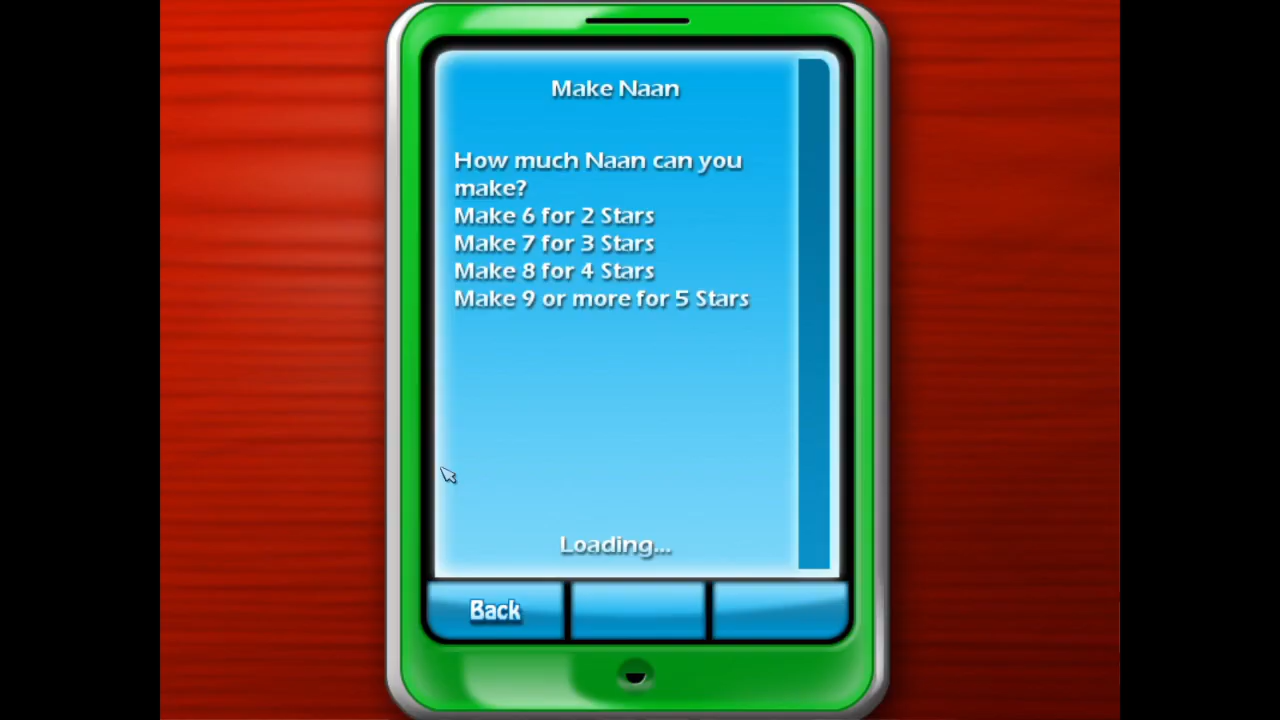 Make Naan
How much Naan can you
make?
Make 6 for 2 Stars
Make 7 for 3 Stars
Make 8 for 4 Stars
Make 9 or more for 5 Stars
Loading...
Back